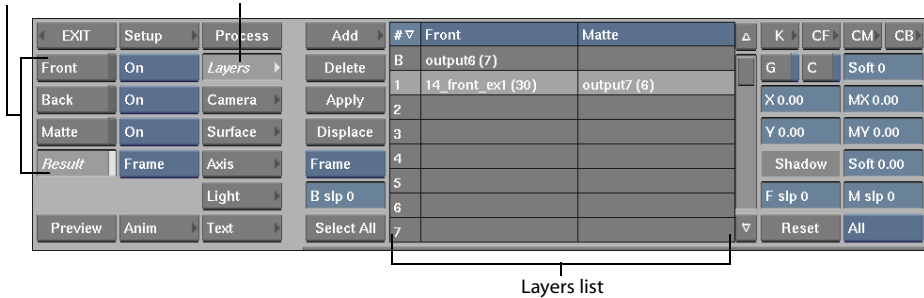 EXIT Setup Process Add # ▽ Front Matte K CF CM CB
Front On Layers Delete B output6 (7) G C Soft 0
Back On Camera Apply 1 14_front_ex1 (30) output7 (6) X 0.00 MX 0.00
2
Matte On Surface Displace 3 Y 0.00 MY 0.00
Result Frame Axis Frame 4 Shadow Soft 0.00
5
Light B slp 0 6 F slp 0 M slp 0
Preview Anim Text Select All 7 Reset All
Layers list